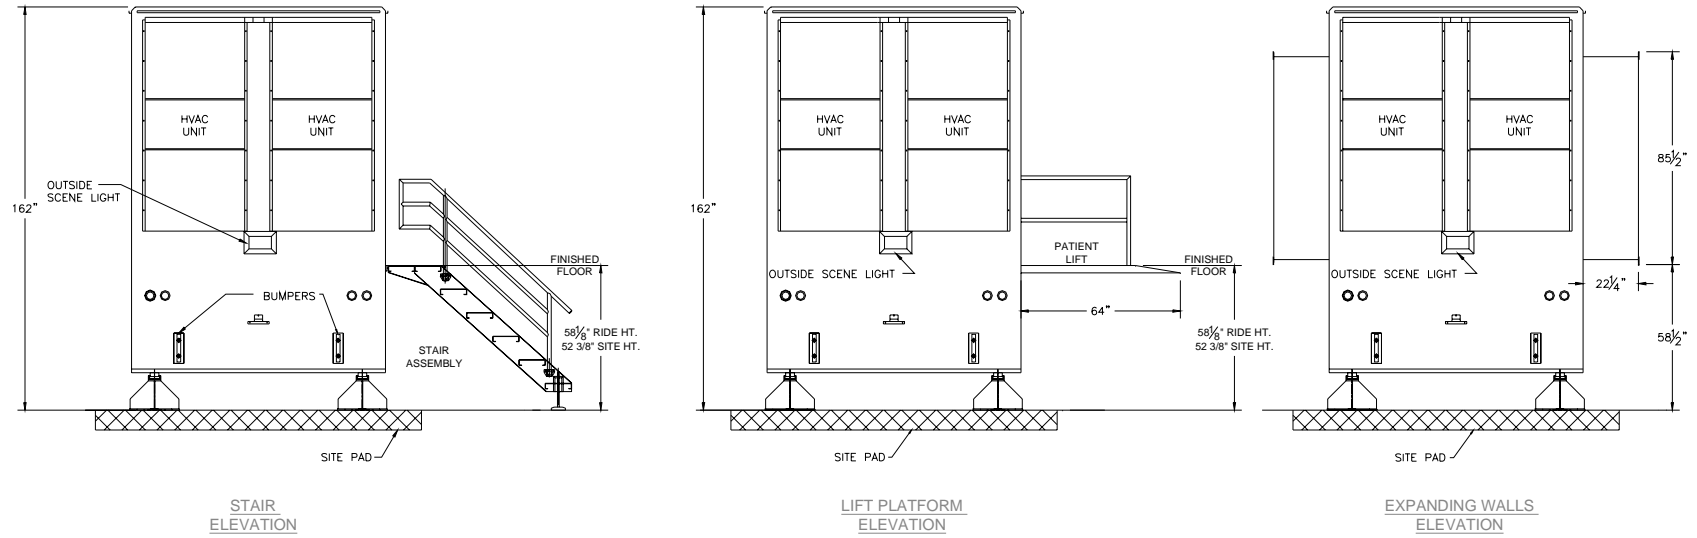 HVAC
UNIT
HVAC
UNIT
OUTSIDE
SCENE LIGHT
162"
FINISHED
FLOOR
BUMPERS
58⅛" RIDE HT.
52 3/8" SITE HT.
STAIR
ASSEMBLY
SITE PAD
STAIR
ELEVATION
HVAC
UNIT
HVAC
UNIT
162"
PATIENT
LIFT
FINISHED
FLOOR
OUTSIDE SCENE LIGHT
64"
58⅛" RIDE HT.
52 3/8" SITE HT.
SITE PAD
LIFT PLATFORM
ELEVATION
HVAC
UNIT
HVAC
UNIT
85½"
OUTSIDE SCENE LIGHT
22¼"
58½"
SITE PAD
EXPANDING WALLS
ELEVATION